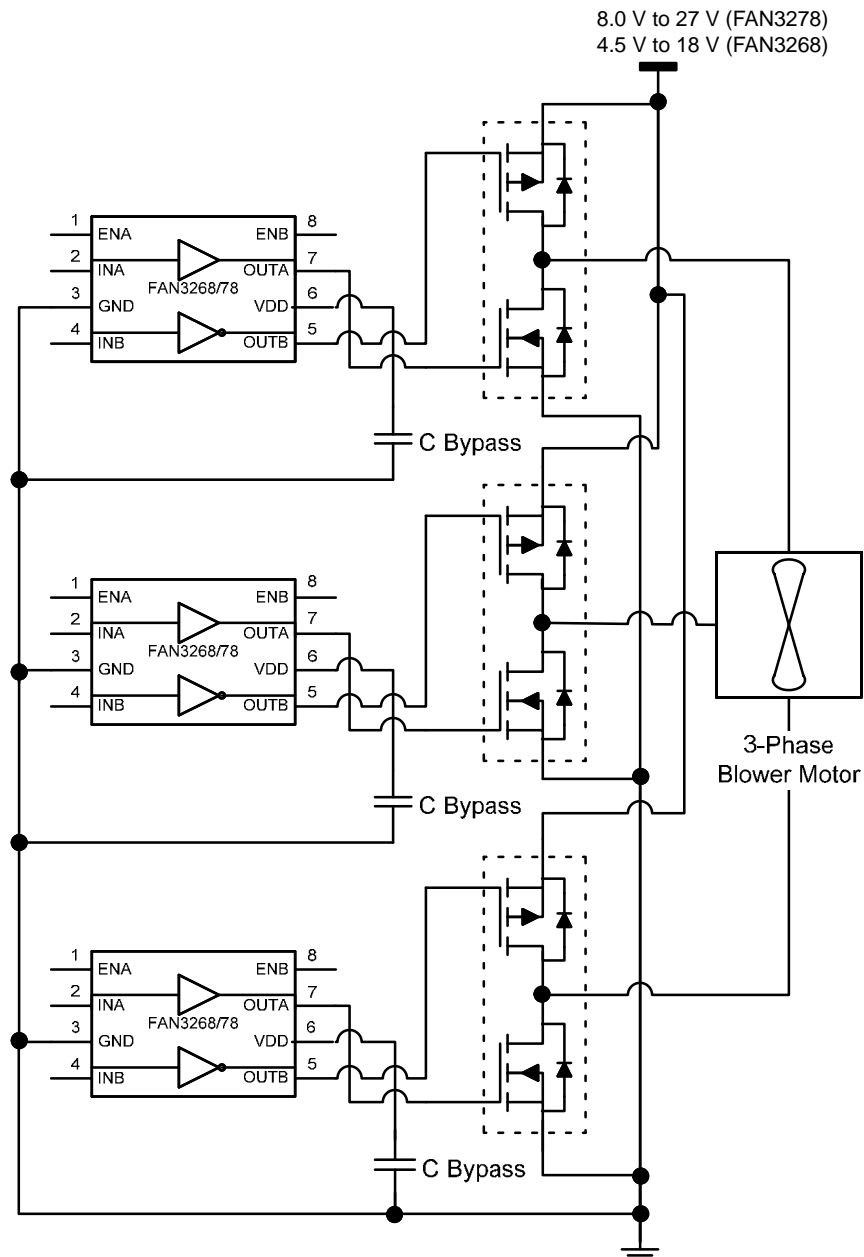 8.0 V to 27 V (FAN3278)
4.5 V to 18 V (FAN3268)
1 ENA ENB 8
2 INA OUTA 7
FAN3268/78
3 GND VDD 6
4 INB OUTB 5
C Bypass
1 ENA ENB 8
2 INA OUTA 7
FAN3268/78
3 GND VDD 6
4 INB OUTB 5
3-Phase
Blower Motor
C Bypass
1 ENA ENB 8
2 INA OUTA 7
FAN3268/78
3 GND VDD 6
4 INB OUTB 5
C Bypass